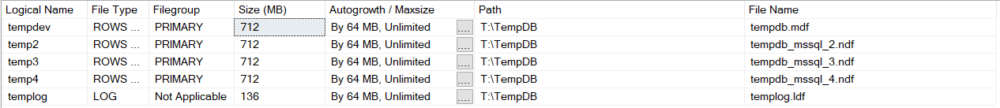 Logical Name File Type Filegroup Size (MB) Autogrowth / Maxsize Path File Name
tempdev ROWS ... PRIMARY 712 By 64 MB, Unlimited .... T:\TempDB tempdb.mdf
temp2 ROWS ... PRIMARY 712 By 64 MB, Unlimited .... T:\TempDB tempdb_mssql_2.ndf
temp3 ROWS ... PRIMARY 712 By 64 MB, Unlimited .... T:\TempDB tempdb_mssql_3.ndf
temp4 ROWS ... PRIMARY 712 By 64 MB, Unlimited .... T:\TempDB tempdb_mssql_4.ndf
templog LOG Not Applicable 136 By 64 MB, Unlimited .... T:\TempDB templog.ldf